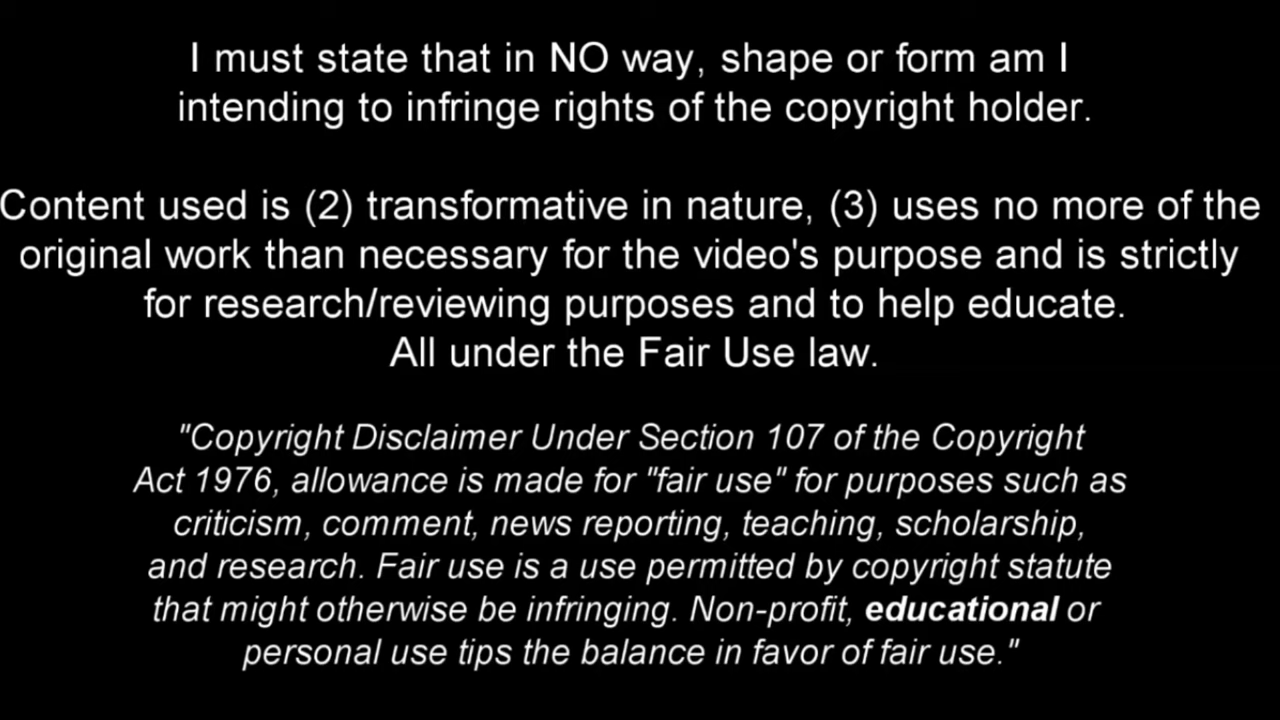 I must state that in NO way, shape or form am I
intending to infringe rights of the copyright holder.
Content used is (2) transformative in nature, (3) uses no more of the
original work than necessary for the video's purpose and is strictly
for research/reviewing purposes and to help educate.
All under the Fair Use law.
"Copyright Disclaimer Under Section 107 of the Copyright
Act 1976, allowance is made for "fair use" for purposes such as
criticism, comment, news reporting, teaching, scholarship,
and research. Fair use is a use permitted by copyright statute
that might otherwise be infringing. Non-profit, educational or
personal use tips the balance in favor of fair use."